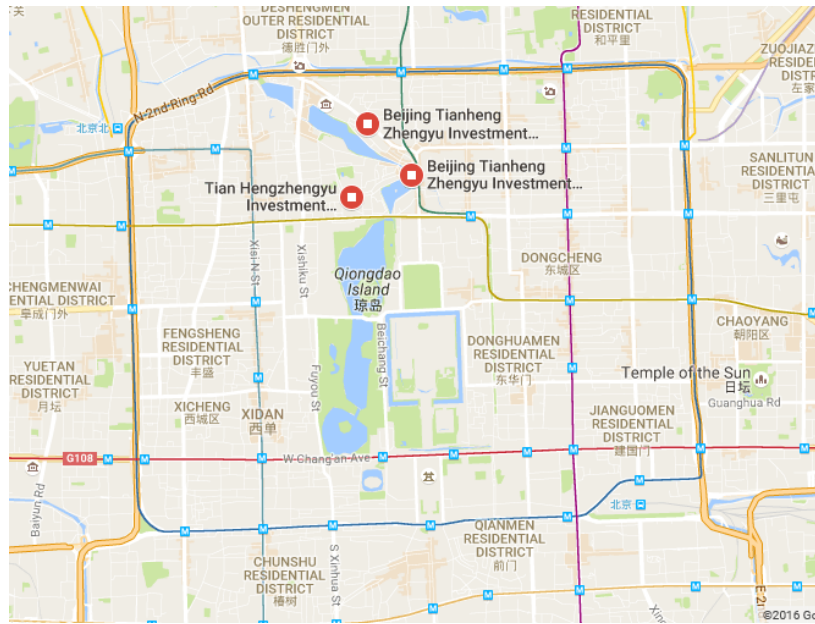 关
DESHENGMEN
OUTER RESIDENTIAL
DISTRICT
德胜门外
RESIDENTIAL
DISTRICT
和平里
ZUOJIAZ
RESIDE
DIST
左家
N 2nd Ring Rd
北京北
Beijing Tianheng
Zhengyu Investment...
Beijing Tianheng
Zhengyu Investment...
Tian Hengzhengyu
Investment...
SANLITUN
RESIDENTIA
DISTRICT
三里屯
Xisi N St
Xishiku St
Qiongdao
Island
琼岛
DONGCHENG
东城区
CHENGMENWAI
ENTIAL DISTRICT
阜成门外
FENGSHENG
RESIDENTIAL
DISTRICT
丰盛
Beichang St
DONGHUAMEN
RESIDENTIAL
DISTRICT
东华门
CHAOYANG
朝阳区
YUETAN
RESIDENTIAL
DISTRICT
月坛
Fuyou St
Temple of the Sun
日坛
Guanghua Rd
XICHENG
西城区
XIDAN
西单
JIANGUOMEN
RESIDENTIAL
DISTRICT
建国门
G108
W Chang'an Ave
Baiyun Rd
北京
QIANMEN
RESIDENTIAL
DISTRICT
前门
CHUNSHU
RESIDENTIAL
DISTRICT
椿树
S Xinhua St
Xing
E 2n
©2016 Go